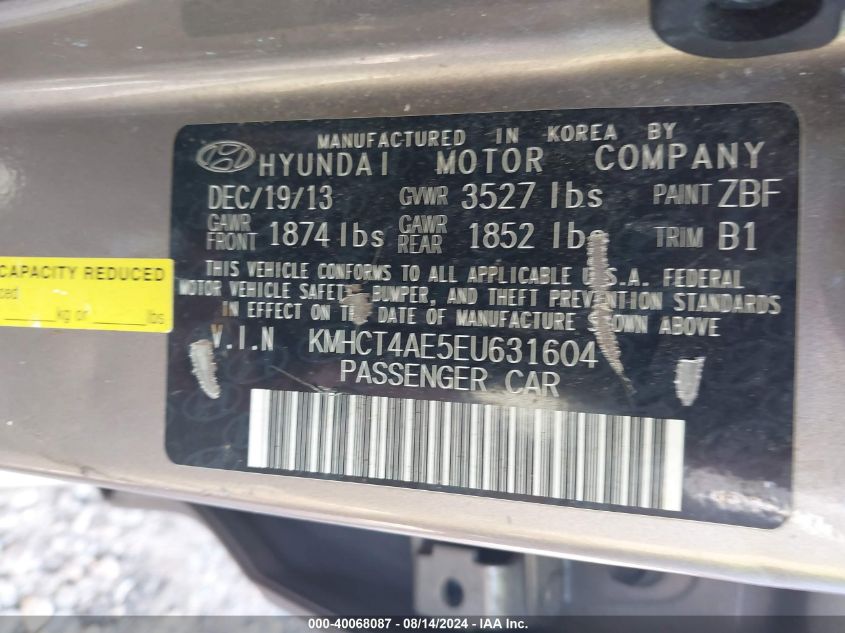 MANUFACTURED IN KOREA BY
HYUNDAI MOTOR COMPANY
DEC/19/13 GVWR 3527 lbs PAINT ZBF
GAWR FRONT 1874 lbs GAWR REAR 1852 lbs TRIM B1
THIS VEHICLE CONFORMS TO ALL APPLICABLE U.S.A. FEDERAL
MOTOR VEHICLE SAFETY, BUMPER, AND THEFT PREVENTION STANDARDS
IN EFFECT ON THE DATE OF MANUFACTURE SHOWN ABOVE
V.I.N KMHCT4AE5EU631604
PASSENGER CAR
CAPACITY REDUCED
kg or lbs
000-40068087 - 08/14/2024 - IAAI.com